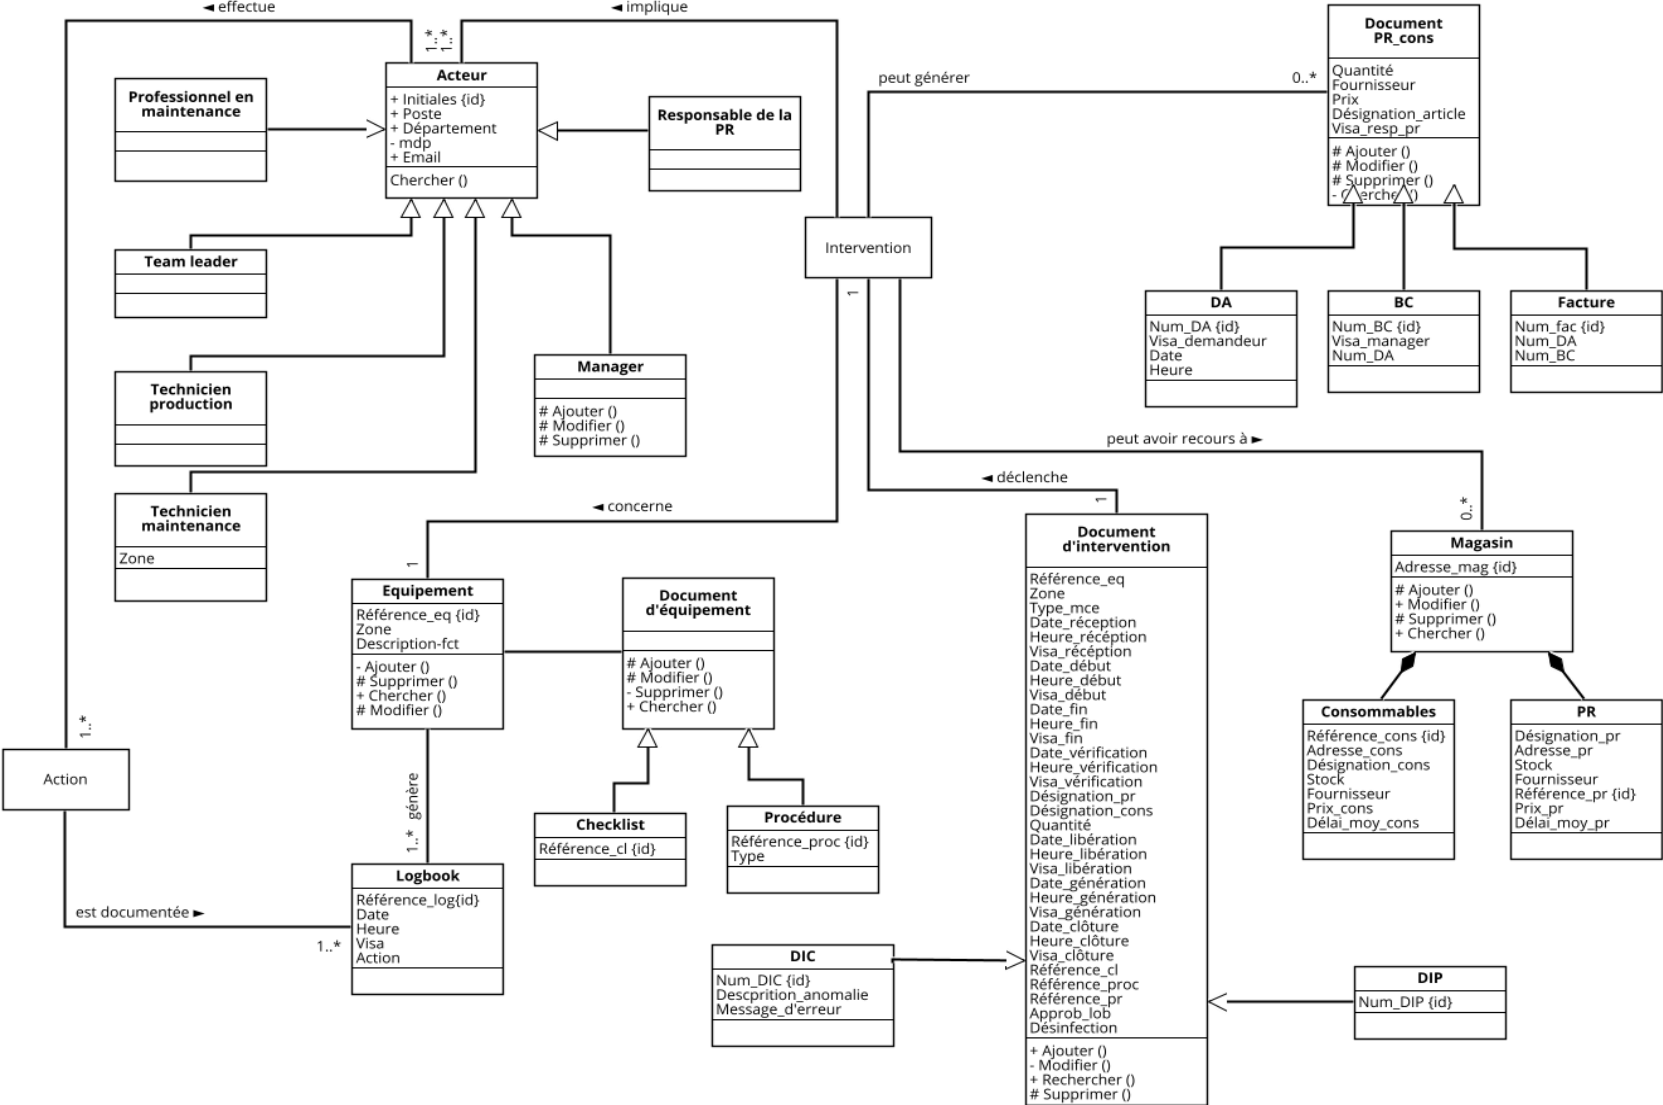 ◄ effectue
◄ implique
1..*
1..*
Acteur
+ Initiales {id}
+ Poste
+ Département
- mdp
+ Email
Chercher ()
Professionnel en
maintenance
Responsable de la
PR
Team leader
Technicien
production
Technicien
maintenance
Zone
Manager
# Ajouter ()
# Modifier ()
# Supprimer ()
Intervention
1
peut générer
0..*
Document
PR_cons
Quantité
Fournisseur
Prix
Désignation_article
Visa_resp_pr
# Ajouter ()
# Modifier ()
# Supprimer ()
DA
Num_DA {id}
Visa_demandeur
Date
Heure
BC
Num_BC {id}
Visa_manager
Num_DA
Facture
Num_fac {id}
Num_DA
Num_BC
peut avoir recours à ►
0..*
◄ déclenche
1
◄ concerne
1
Equipement
Référence_eq {id}
Zone
Description-fct
- Ajouter ()
# Supprimer ()
+ Chercher ()
# Modifier ()
Document
d'équipement
# Ajouter ()
# Modifier ()
- Supprimer ()
+ Chercher ()
Checklist
Référence_cl {id}
Procédure
Référence_proc {id}
Type
1..*
Action
1..* génère
est documentée ►
1..*
Logbook
Référence_log{id}
Date
Heure
Visa
Action
Document
d'intervention
Référence_eq
Zone
Type_mce
Date_réception
Heure_récéption
Visa_récéption
Date_début
Heure_début
Visa_début
Date_fin
Heure_fin
Visa_fin
Date_vérification
Heure_vérification
Visa_vérification
Désignation_pr
Désignation_cons
Quantité
Date_libération
Heure_libération
Visa_libération
Date_génération
Heure_génération
Visa_génération
Date_clôture
Heure_clôture
Visa_clôture
Référence_cl
Référence_proc
Référence_pr
Approb_lob
Désinfection
+ Ajouter ()
- Modifier ()
+ Rechercher ()
# Supprimer ()
DIC
Num_DIC {id}
Descprition_anomalie
Message_d'erreur
DIP
Num_DIP {id}
Magasin
Adresse_mag {id}
# Ajouter ()
+ Modifier ()
# Supprimer ()
+ Chercher ()
Consommables
Référence_cons {id}
Adresse_cons
Désignation_cons
Stock
Fournisseur
Prix_cons
Délai_moy_cons
PR
Désignation_pr
Adresse_pr
Stock
Fournisseur
Référence_pr {id}
Prix_pr
Délai_moy_pr